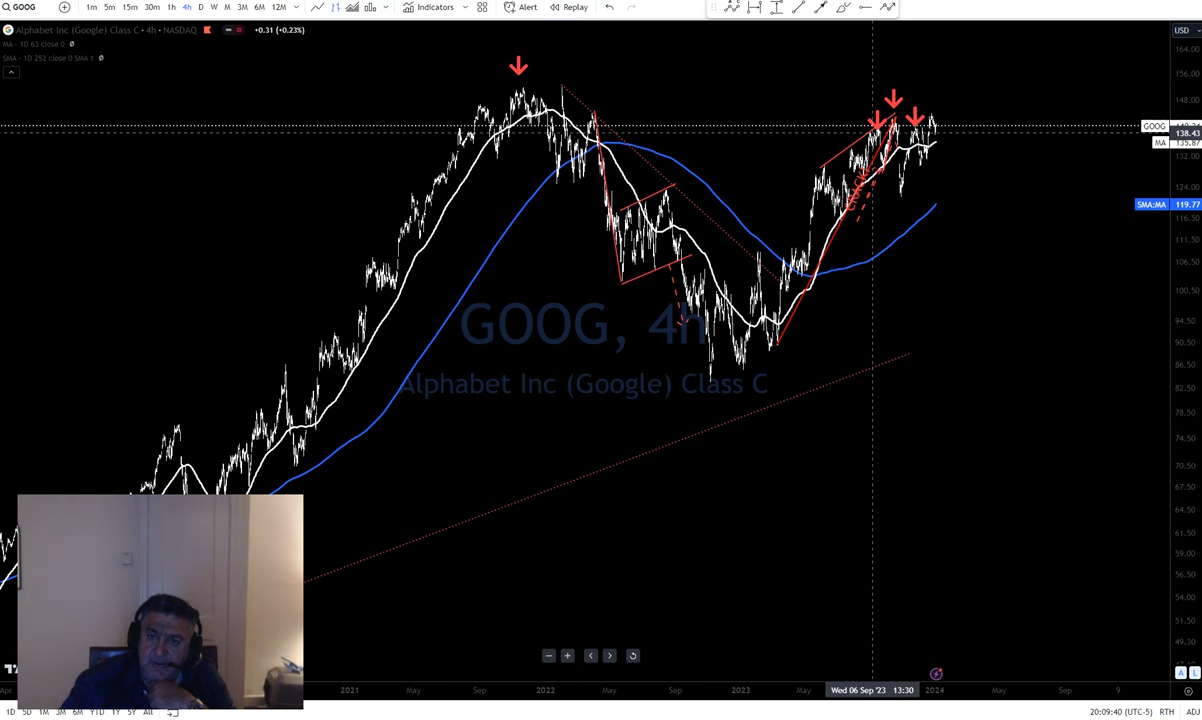 GOOG 1m 5m 15m 30m 1h 4h D W M 3M 6M 12M Indicators Alert Replay
Alphabet Inc (Google) Class C · 4h · NASDAQ +0.31 (+0.23%)
MA · 1D 63 close 0
SMA · 1D 252 close 0 SMA 1
USD
164.00
156.00
148.00
GOOG
138.43
MA 135.87
132.00
124.00
SMA:MA 119.77
116.50
111.50
106.50
100.50
94.50
90.50
86.50
82.50
78.50
74.50
70.50
67.50
64.50
61.50
59.00
56.50
54.00
51.50
49.30
GOOG, 4h
Alphabet Inc (Google) Class C
A L
Apr 2021 May Sep 2022 May Sep 2023 May Wed 06 Sep '23 13:30 2024 May Sep 9
1D 5D 1M 3M 6M YTD 1Y 5Y All 20:09:40 (UTC-5) RTH ADJ